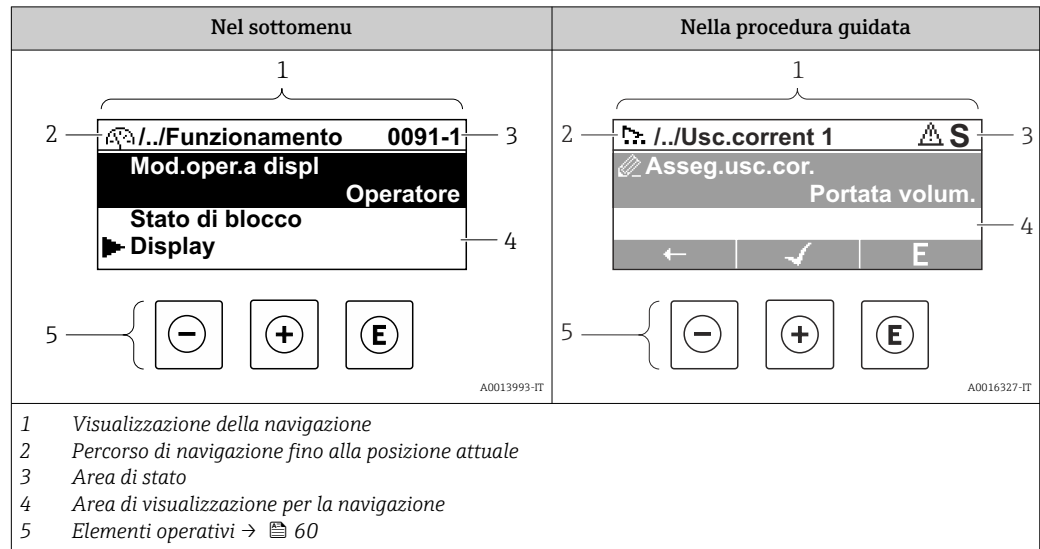 Nel sottomenu
Nella procedura guidata
1
2
/../Funzionamento 0091-1
3
Mod.oper.a displ
Operatore
Stato di blocco
Display
4
5
- + E
A0013993-IT
1
2
/../Usc.corrent 1 S
3
Asseg.usc.cor.
Portata volum.
4
← ✓ E
5
- + E
A0016327-IT
1 Visualizzazione della navigazione
2 Percorso di navigazione fino alla posizione attuale
3 Area di stato
4 Area di visualizzazione per la navigazione
5 Elementi operativi → 60